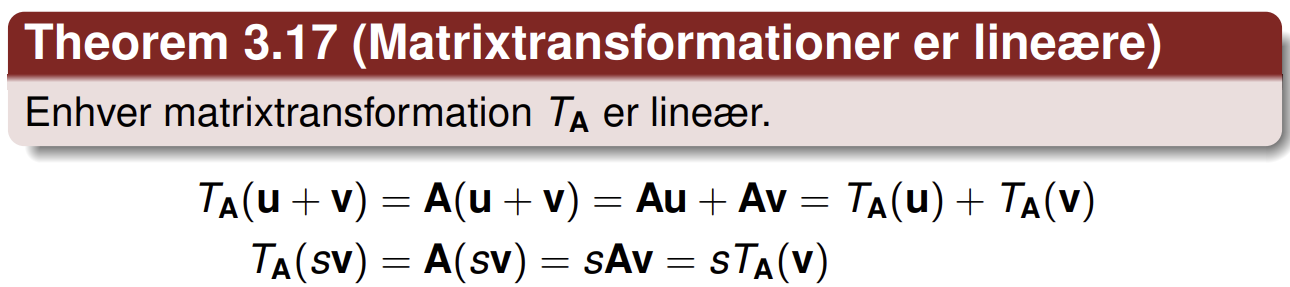 Theorem 3.17 (Matrixtransformationer er lineære)
Enhver matrixtransformation T_A er lineær.
T_A(u + v) = A(u + v) = Au + Av = T_A(u) + T_A(v)
T_A(sv) = A(sv) = sAv = sT_A(v)